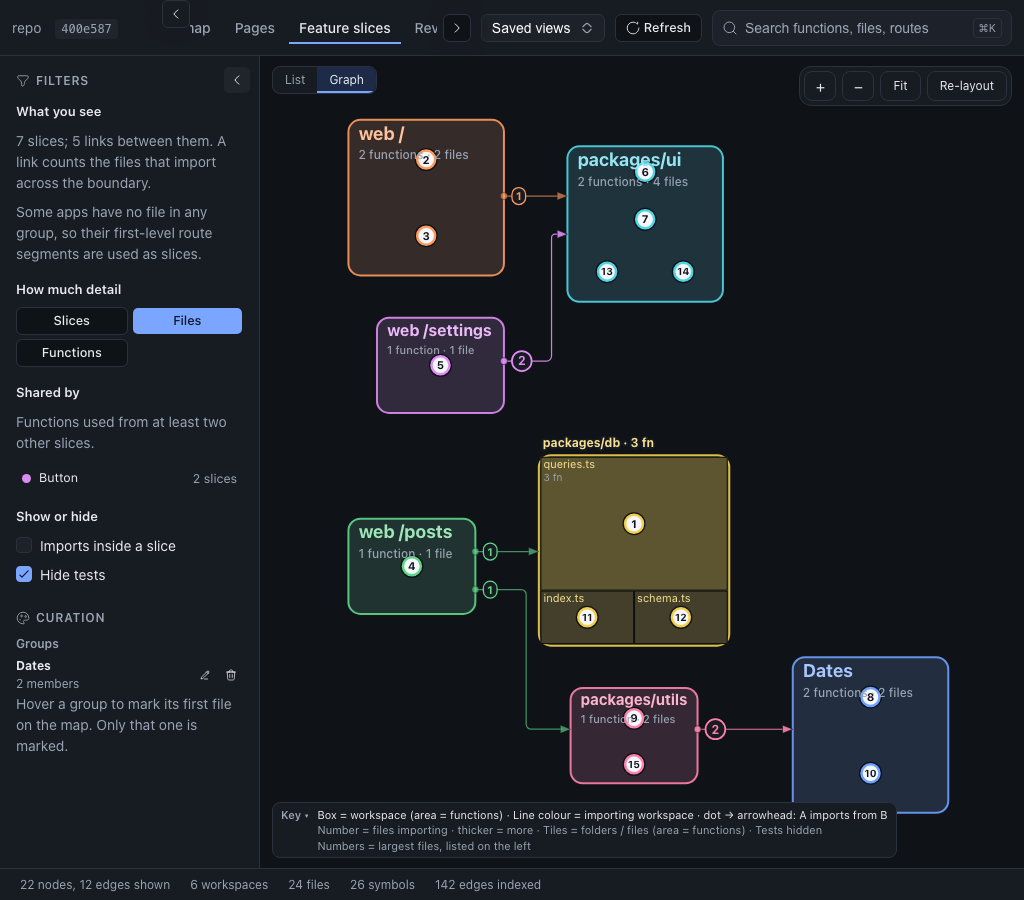 repo 400e587 map Pages Feature slices Rev Saved views Refresh Search functions, files, routes ⌘K
FILTERS
What you see
7 slices; 5 links between them. A
link counts the files that import
across the boundary.
Some apps have no file in any
group, so their first-level route
segments are used as slices.
How much detail
Slices Files
Functions
Shared by
Functions used from at least two
other slices.
Button 2 slices
Show or hide
Imports inside a slice
Hide tests
CURATION
Groups
Dates
2 members
Hover a group to mark its first file
on the map. Only that one is
marked.
List Graph
+ − Fit Re-layout
web /
2 functions 2 files
2
3
1
packages/ui
2 functions · 4 files
6
7
13 14
web /settings
1 function · 1 file
5
2
packages/db · 3 fn
queries.ts
3 fn
1
index.ts schema.ts
11 12
web /posts
1 function · 1 file
4
1
1
packages/utils
1 function 2 files
9
15
2
Dates
2 functions 2 files
8
10
Key Box = workspace (area = functions) · Line colour = importing workspace · dot → arrowhead: A imports from B
Number = files importing · thicker = more · Tiles = folders / files (area = functions) · Tests hidden
Numbers = largest files, listed on the left
22 nodes, 12 edges shown 6 workspaces 24 files 26 symbols 142 edges indexed